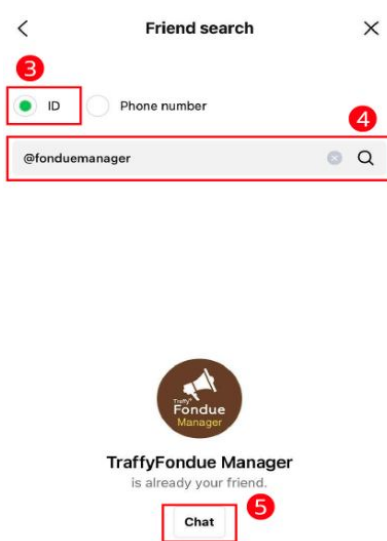 Friend search
3
ID Phone number
4
@fonduemanager
Traffy*
Fondue
Manager
TraffyFondue Manager
is already your friend.
5
Chat